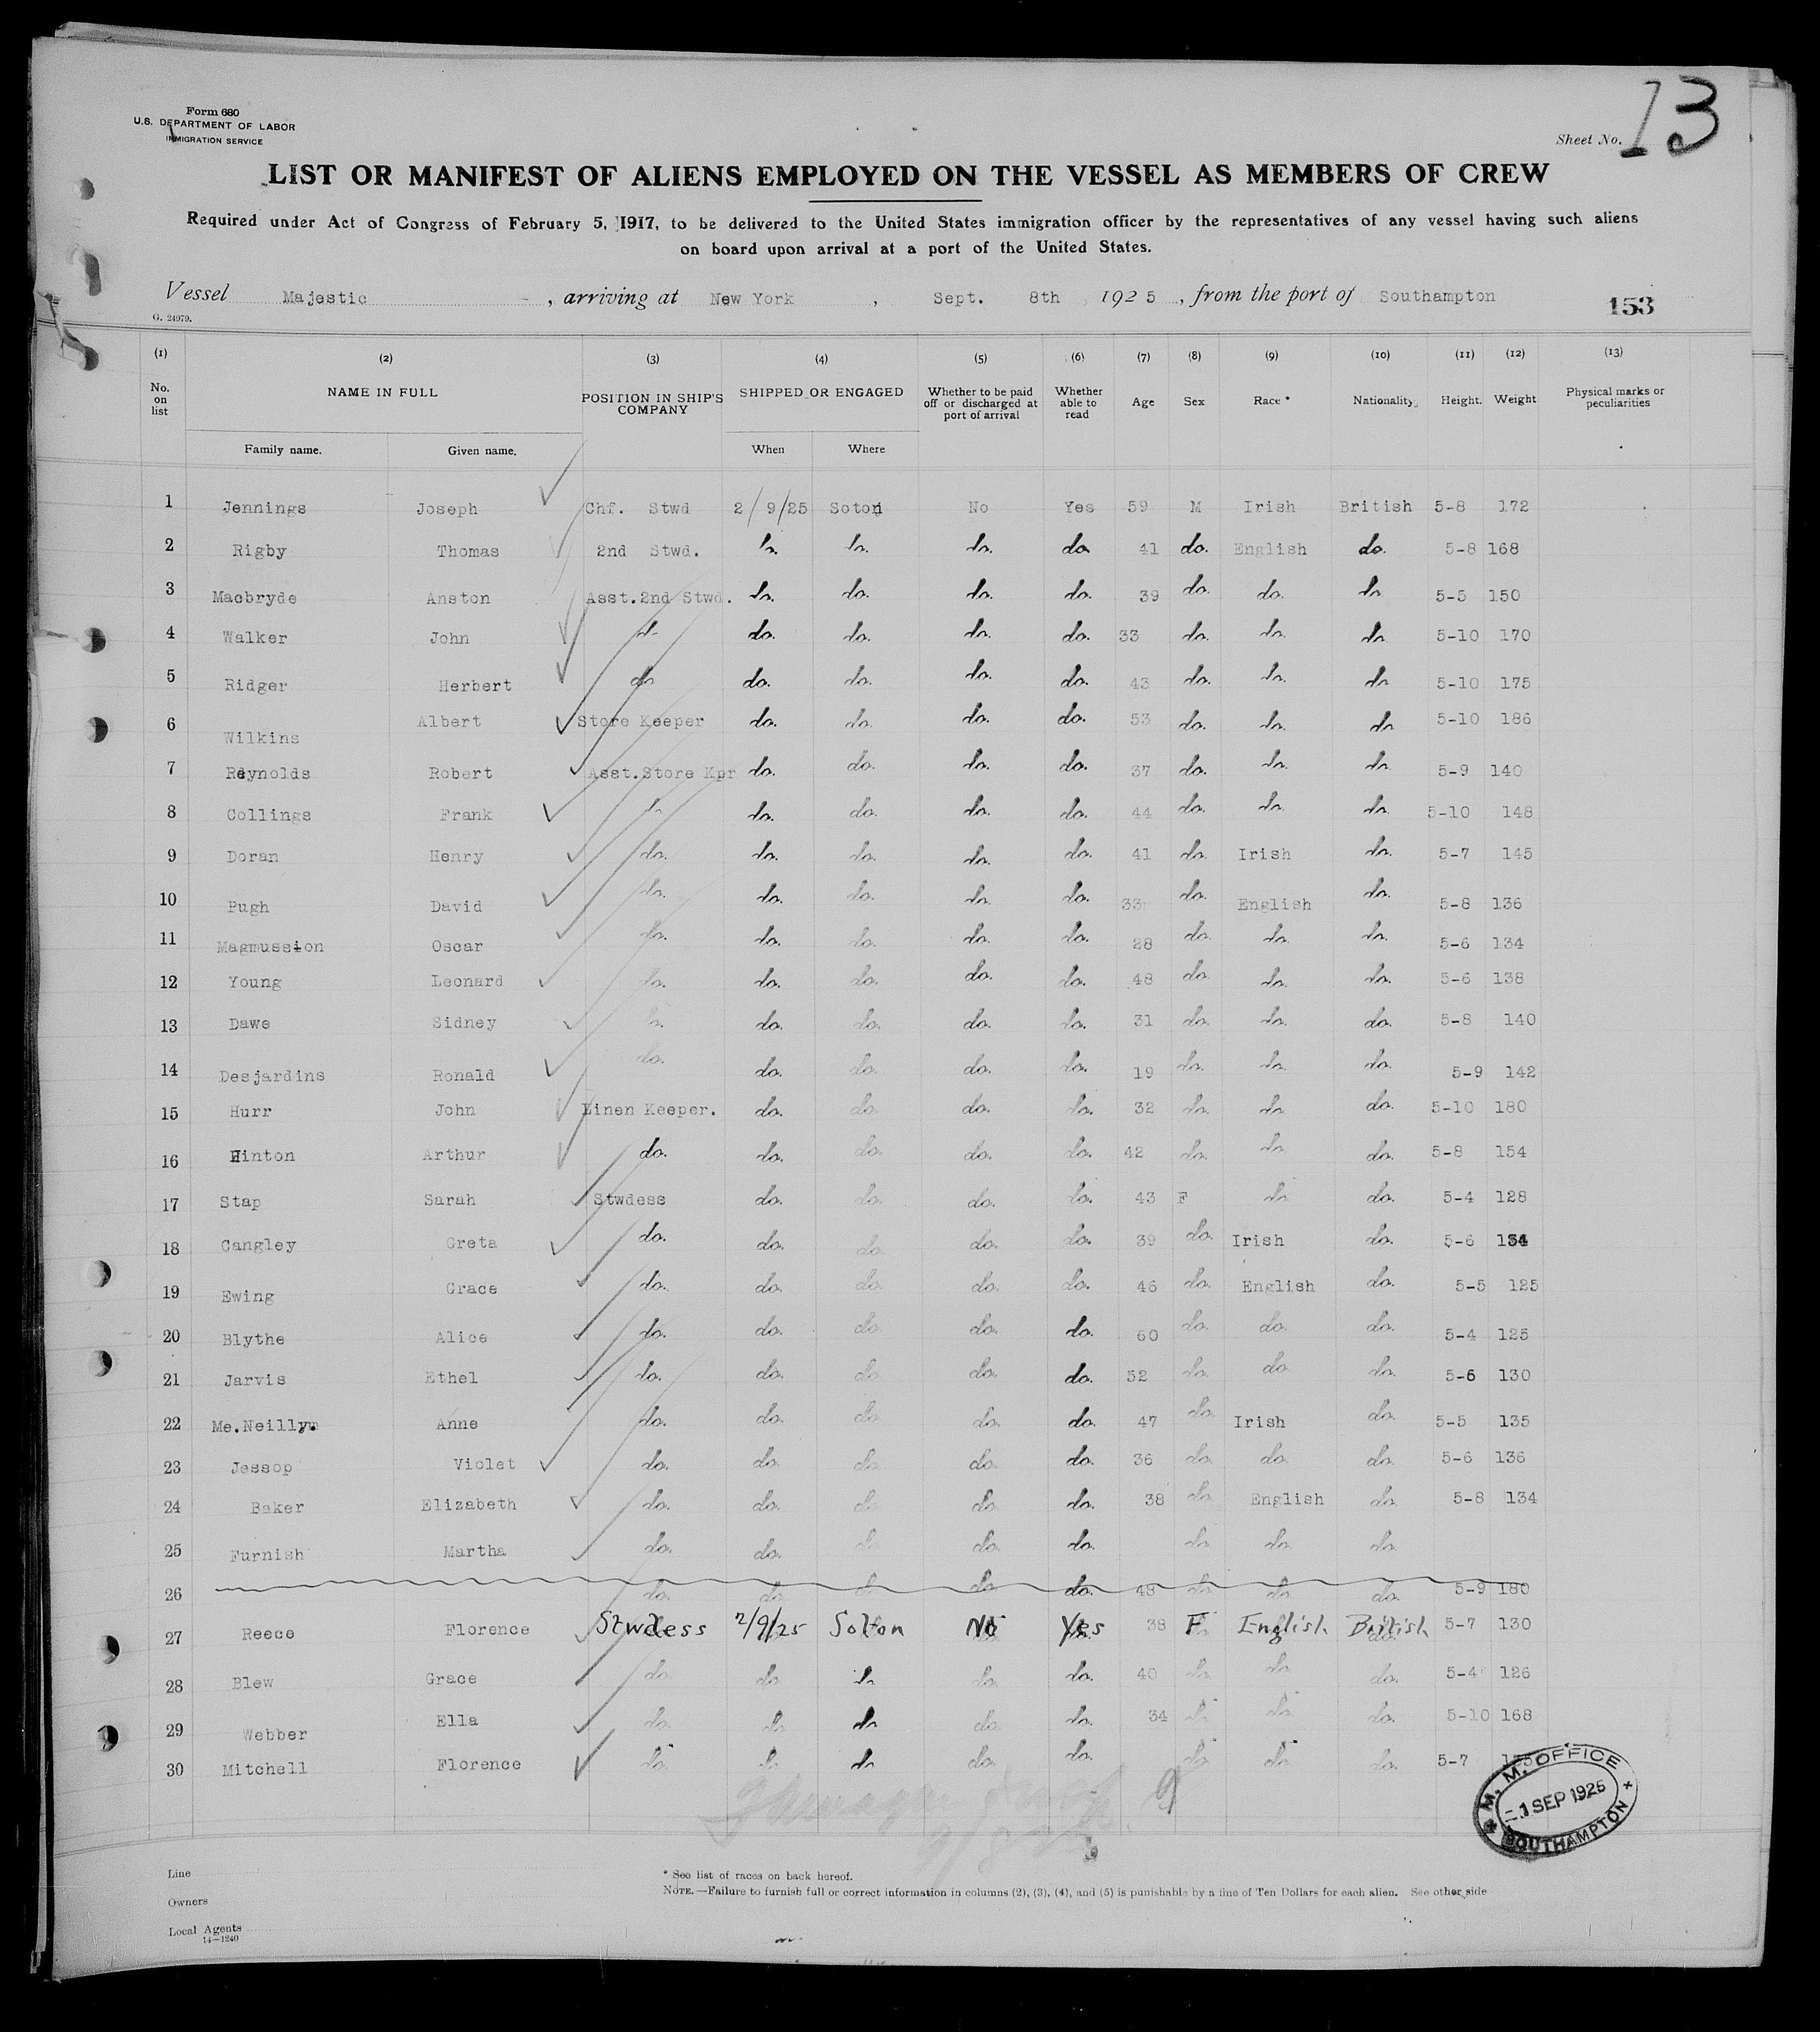 Form 680
U.S. DEPARTMENT OF LABOR
IMMIGRATION SERVICE
Sheet No. 13
LIST OR MANIFEST OF ALIENS EMPLOYED ON THE VESSEL AS MEMBERS OF CREW
Required under Act of Congress of February 5, 1917, to be delivered to the United States immigration officer by the representatives of any vessel having such aliens
on board upon arrival at a port of the United States.
Vessel Majestic , arriving at New York , Sept. 8th , 1925 , from the port of Southampton
153
G. 24979.
(1) (2) (3) (4) (5) (6) (7) (8) (9) (10) (11) (12) (13)
No. on list NAME IN FULL POSITION IN SHIP'S COMPANY SHIPPED OR ENGAGED Whether to be paid off or discharged at port of arrival Whether able to read Age Sex Race * Nationality Height. Weight Physical marks or peculiarities
Family name. Given name. When Where
1 Jennings Joseph Chf. Stwd 2/9/25 Soton No Yes 59 M Irish British 5-8 172
2 Rigby Thomas 2nd Stwd. do. do. do. do. 41 do. English do. 5-8 168
3 Macbryde Anston Asst.2nd Stwd. do. do. do. do. 39 do. do. do. 5-5 150
4 Walker John do. do. do. do. do. 33 do. do. do. 5-10 170
5 Ridger Herbert do. do. do. do. do. 43 do. do. do. 5-10 175
6 Wilkins Albert Store Keeper do. do. do. do. 53 do. do. do. 5-10 186
7 Reynolds Robert Asst.Store Kpr do. do. do. do. 37 do. do. do. 5-9 140
8 Collings Frank do. do. do. do. do. 44 do. do. do. 5-10 148
9 Doran Henry do. do. do. do. do. 41 do. Irish do. 5-7 145
10 Pugh David do. do. do. do. do. 33 do. English do. 5-8 136
11 Magmussion Oscar do. do. do. do. do. 28 do. do. do. 5-6 134
12 Young Leonard do. do. do. do. do. 48 do. do. do. 5-6 138
13 Dawe Sidney do. do. do. do. do. 31 do. do. do. 5-8 140
14 Desjardins Ronald do. do. do. do. do. 19 do. do. do. 5-9 142
15 Hurr John Linen Keeper. do. do. do. do. 32 do. do. do. 5-10 180
16 Hinton Arthur do. do. do. do. do. 42 do. do. do. 5-8 154
17 Stap Sarah Stwdess do. do. do. do. 43 F do. do. 5-4 128
18 Cangley Greta do. do. do. do. do. 39 do. Irish do. 5-6 134
19 Ewing Grace do. do. do. do. do. 46 do. English do. 5-5 125
20 Blythe Alice do. do. do. do. do. 60 do. do. do. 5-4 125
21 Jarvis Ethel do. do. do. do. do. 52 do. do. do. 5-6 130
22 Mc.Neilly Anne do. do. do. do. do. 47 do. Irish do. 5-5 135
23 Jessop Violet do. do. do. do. do. 36 do. do. do. 5-6 136
24 Baker Elizabeth do. do. do. do. do. 38 do. English do. 5-8 134
25 Furnish Martha do. do. do. do. do. do. do. do.
26 do. do. do. do. do. 48 do. do. do. 5-9 180
27 Reece Florence Stwdess 2/9/25 Solton No Yes 38 F English British 5-7 130
28 Blew Grace do. do. do. do. do. 40 do. do. do. 5-4 126
29 Webber Ella do. do. do. do. do. 34 do. do. do. 5-10 168
30 Mitchell Florence do. do. do. do. do. do. do. do. 5-7
M. M. OFFICE
1 SEP 1925
SOUTHAMPTON
Line
Owners
Local Agents
14—1240
* See list of races on back hereof.
NOTE.—Failure to furnish full or correct information in columns (2), (3), (4), and (5) is punishable by a fine of Ten Dollars for each alien. See other side